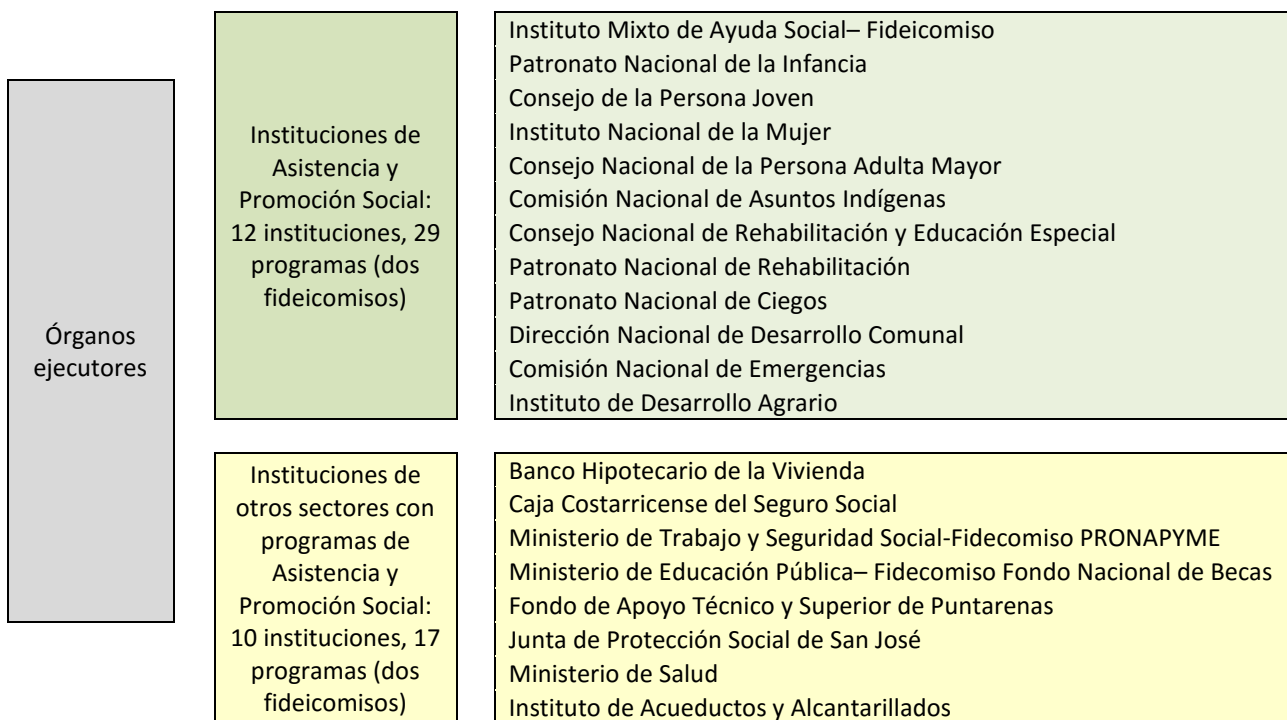 Órganos
ejecutores
Instituciones de
Asistencia y
Promoción Social:
12 instituciones, 29
programas (dos
fideicomisos)
Instituto Mixto de Ayuda Social– Fideicomiso
Patronato Nacional de la Infancia
Consejo de la Persona Joven
Instituto Nacional de la Mujer
Consejo Nacional de la Persona Adulta Mayor
Comisión Nacional de Asuntos Indígenas
Consejo Nacional de Rehabilitación y Educación Especial
Patronato Nacional de Rehabilitación
Patronato Nacional de Ciegos
Dirección Nacional de Desarrollo Comunal
Comisión Nacional de Emergencias
Instituto de Desarrollo Agrario
Instituciones de
otros sectores con
programas de
Asistencia y
Promoción Social:
10 instituciones, 17
programas (dos
fideicomisos)
Banco Hipotecario de la Vivienda
Caja Costarricense del Seguro Social
Ministerio de Trabajo y Seguridad Social-Fidecomiso PRONAPYME
Ministerio de Educación Pública– Fidecomiso Fondo Nacional de Becas
Fondo de Apoyo Técnico y Superior de Puntarenas
Junta de Protección Social de San José
Ministerio de Salud
Instituto de Acueductos y Alcantarillados